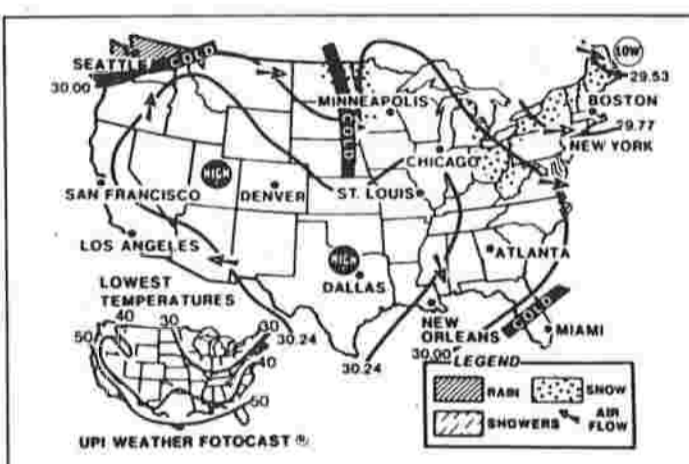 LOW
SEATTLE
COLD
30.00
29.53
MINNEAPOLIS
BOSTON
29.77
COLD
NEW YORK
CHICAGO
HIGH
SAN FRANCISCO
DENVER
ST. LOUIS
LOS ANGELES
HIGH
ATLANTA
DALLAS
LOWEST
TEMPERATURES
NEW
ORLEANS
COLD
MIAMI
30.24
30.24
30.00
50
40
30
30
40
50
LEGEND
RAIN
SNOW
SHOWERS
AIR
FLOW
UPI WEATHER FOTOCAST ®